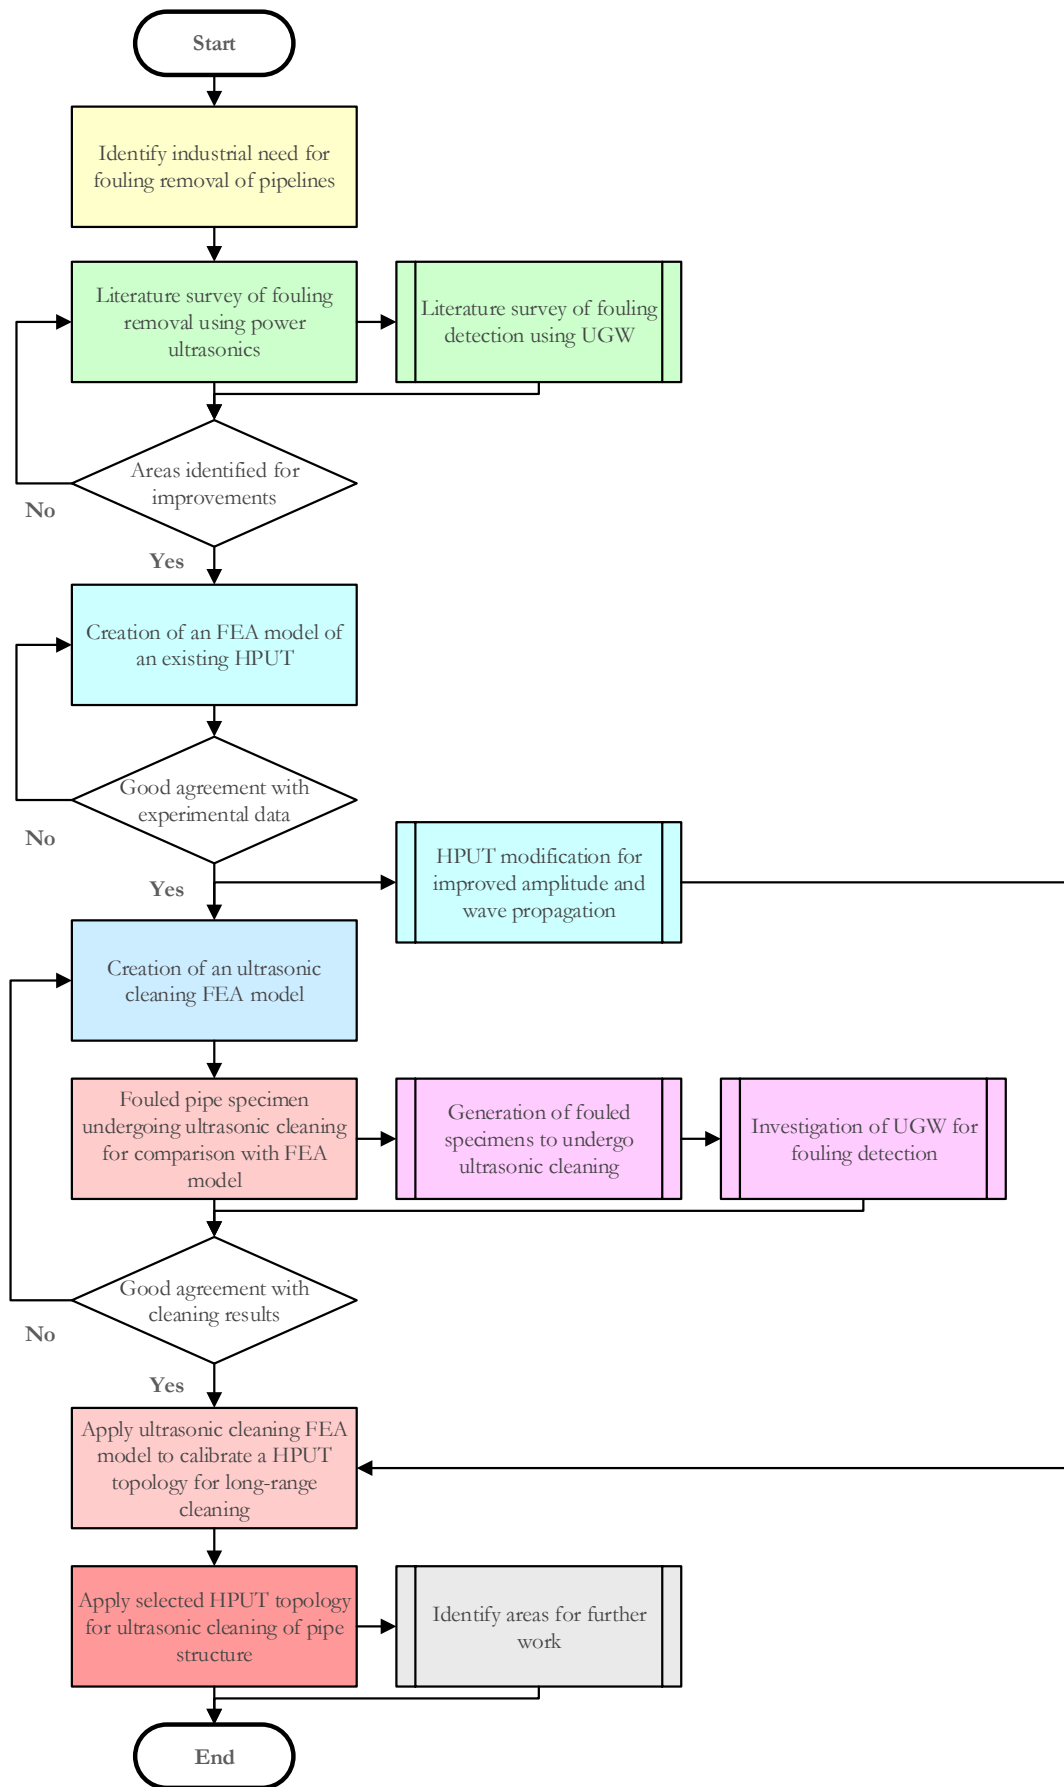 Start
Identify industrial need for
fouling removal of pipelines
Literature survey of fouling
removal using power
ultrasonics
Literature survey of fouling
detection using UGW
Areas identified for
improvements
No
Yes
Creation of an FEA model of
an existing HPUT
Good agreement with
experimental data
No
Yes
HPUT modification for
improved amplitude and
wave propagation
Creation of an ultrasonic
cleaning FEA model
Fouled pipe specimen
undergoing ultrasonic cleaning
for comparison with FEA
model
Generation of fouled
specimens to undergo
ultrasonic cleaning
Investigation of UGW for
fouling detection
Good agreement with
cleaning results
No
Yes
Apply ultrasonic cleaning FEA
model to calibrate a HPUT
topology for long-range
cleaning
Apply selected HPUT topology
for ultrasonic cleaning of pipe
structure
Identify areas for further
work
End